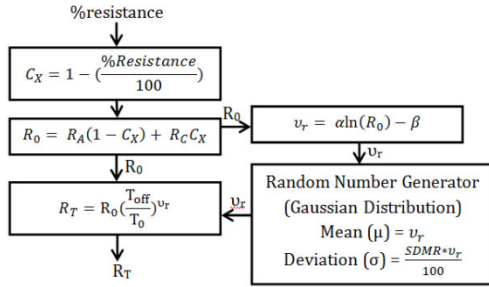 %resistance
C_X = 1 − (%Resistance/100)
R_0 = R_A(1 − C_X) + R_C C_X
R_0
υ_r = αln(R_0) − β
R_0
υ_r
R_T = R_0(T_off/T_0)^υ_r
υ_r
Random Number Generator
(Gaussian Distribution)
Mean (μ) = υ_r
Deviation (σ) = SDMR*υ_r/100
R_T